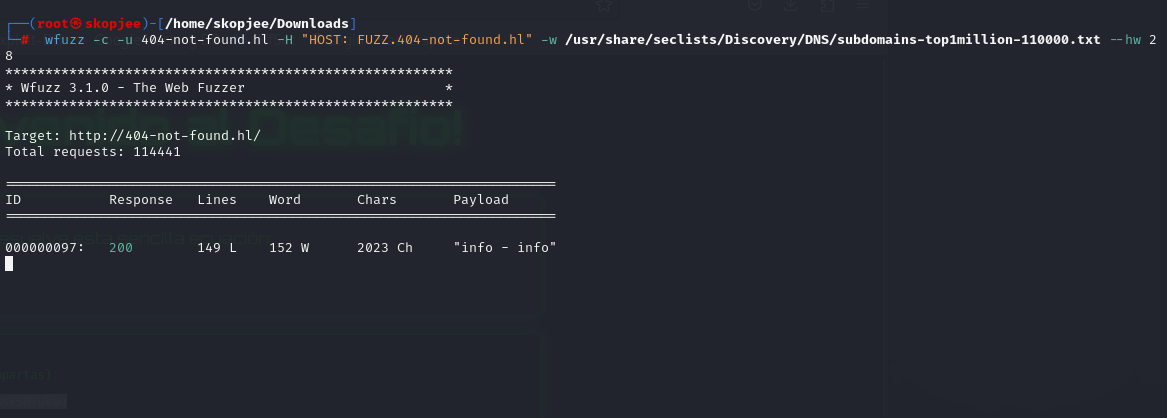 ┌──(root㉿skopjee)-[/home/skopjee/Downloads]
└─# wfuzz -c -u 404-not-found.hl -H "HOST: FUZZ.404-not-found.hl" -w /usr/share/seclists/Discovery/DNS/subdomains-top1million-110000.txt --hw 2
8
********************************************************
* Wfuzz 3.1.0 - The Web Fuzzer                         *
********************************************************
Target: http://404-not-found.hl/
Total requests: 114441
=====================================================================
ID           Response   Lines    Word       Chars       Payload
=====================================================================
000000097:   200        149 L    152 W      2023 Ch     "info - info"